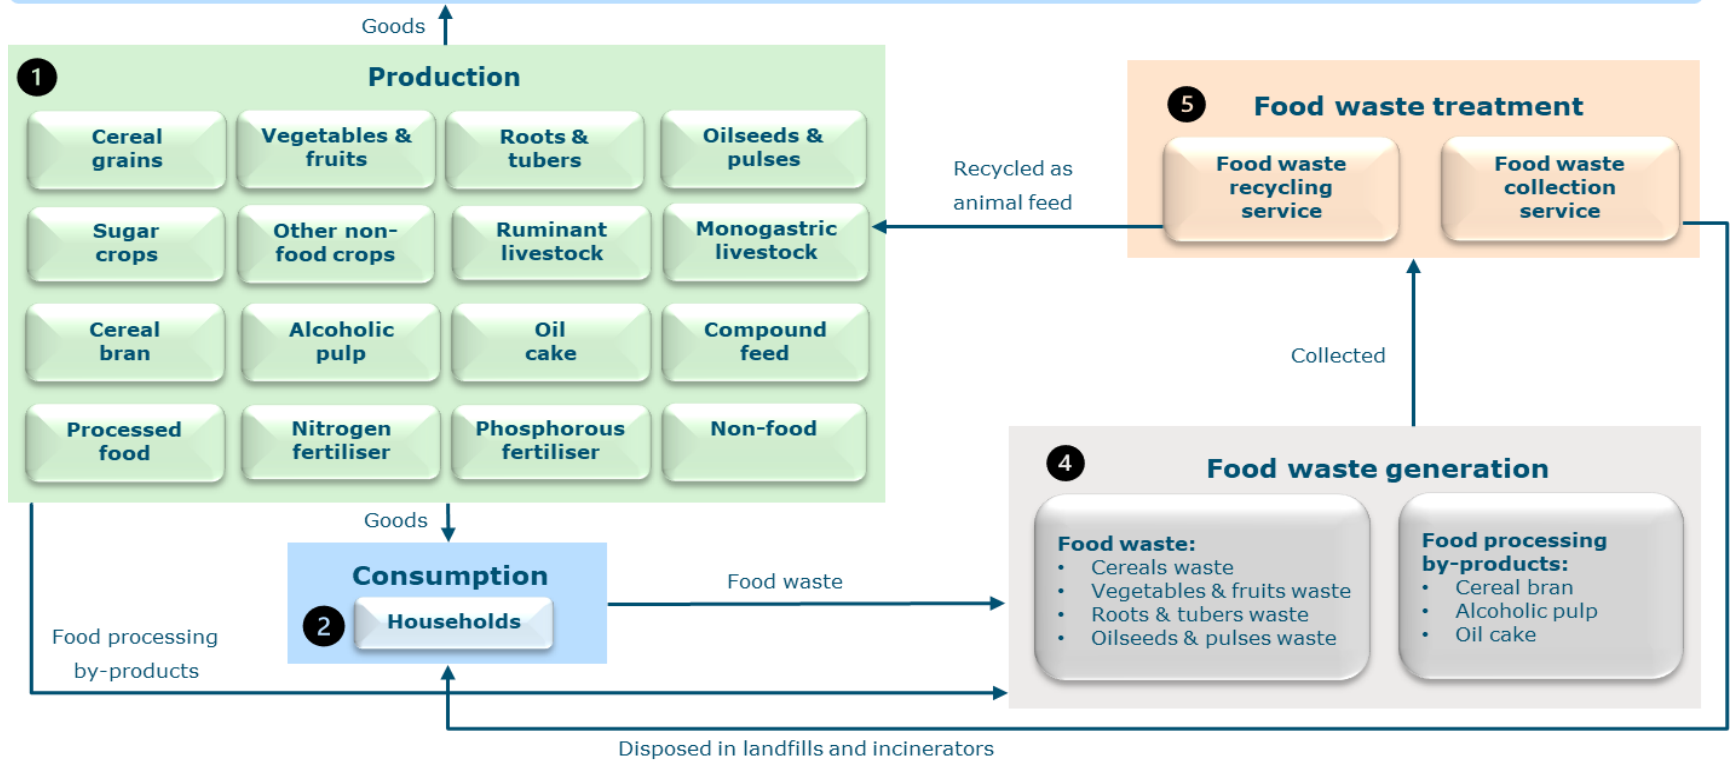 Goods
1
Production
Cereal
grains
Vegetables &
fruits
Roots &
tubers
Oilseeds &
pulses
Sugar
crops
Other non-
food crops
Ruminant
livestock
Monogastric
livestock
Cereal
bran
Alcoholic
pulp
Oil
cake
Compound
feed
Processed
food
Nitrogen
fertiliser
Phosphorous
fertiliser
Non-food
Recycled as
animal feed
5
Food waste treatment
Food waste
recycling
service
Food waste
collection
service
Collected
Goods
Consumption
2
Households
Food waste
Food processing
by-products
4
Food waste generation
Food waste:
• Cereals waste
• Vegetables & fruits waste
• Roots & tubers waste
• Oilseeds & pulses waste
Food processing
by-products:
• Cereal bran
• Alcoholic pulp
• Oil cake
Disposed in landfills and incinerators